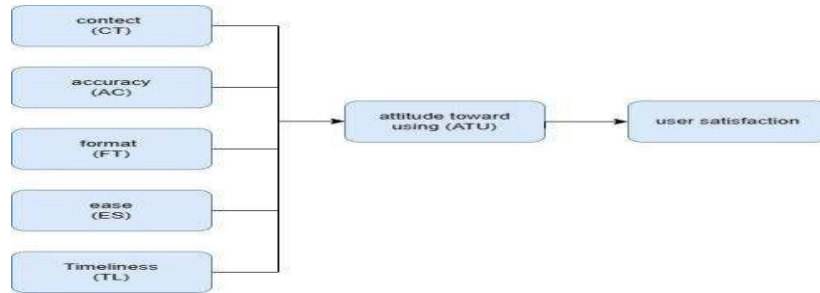 contect
(CT)
accuracy
(AC)
format
(FT)
ease
(ES)
Timeliness
(TL)
attitude toward
using (ATU)
user satisfaction